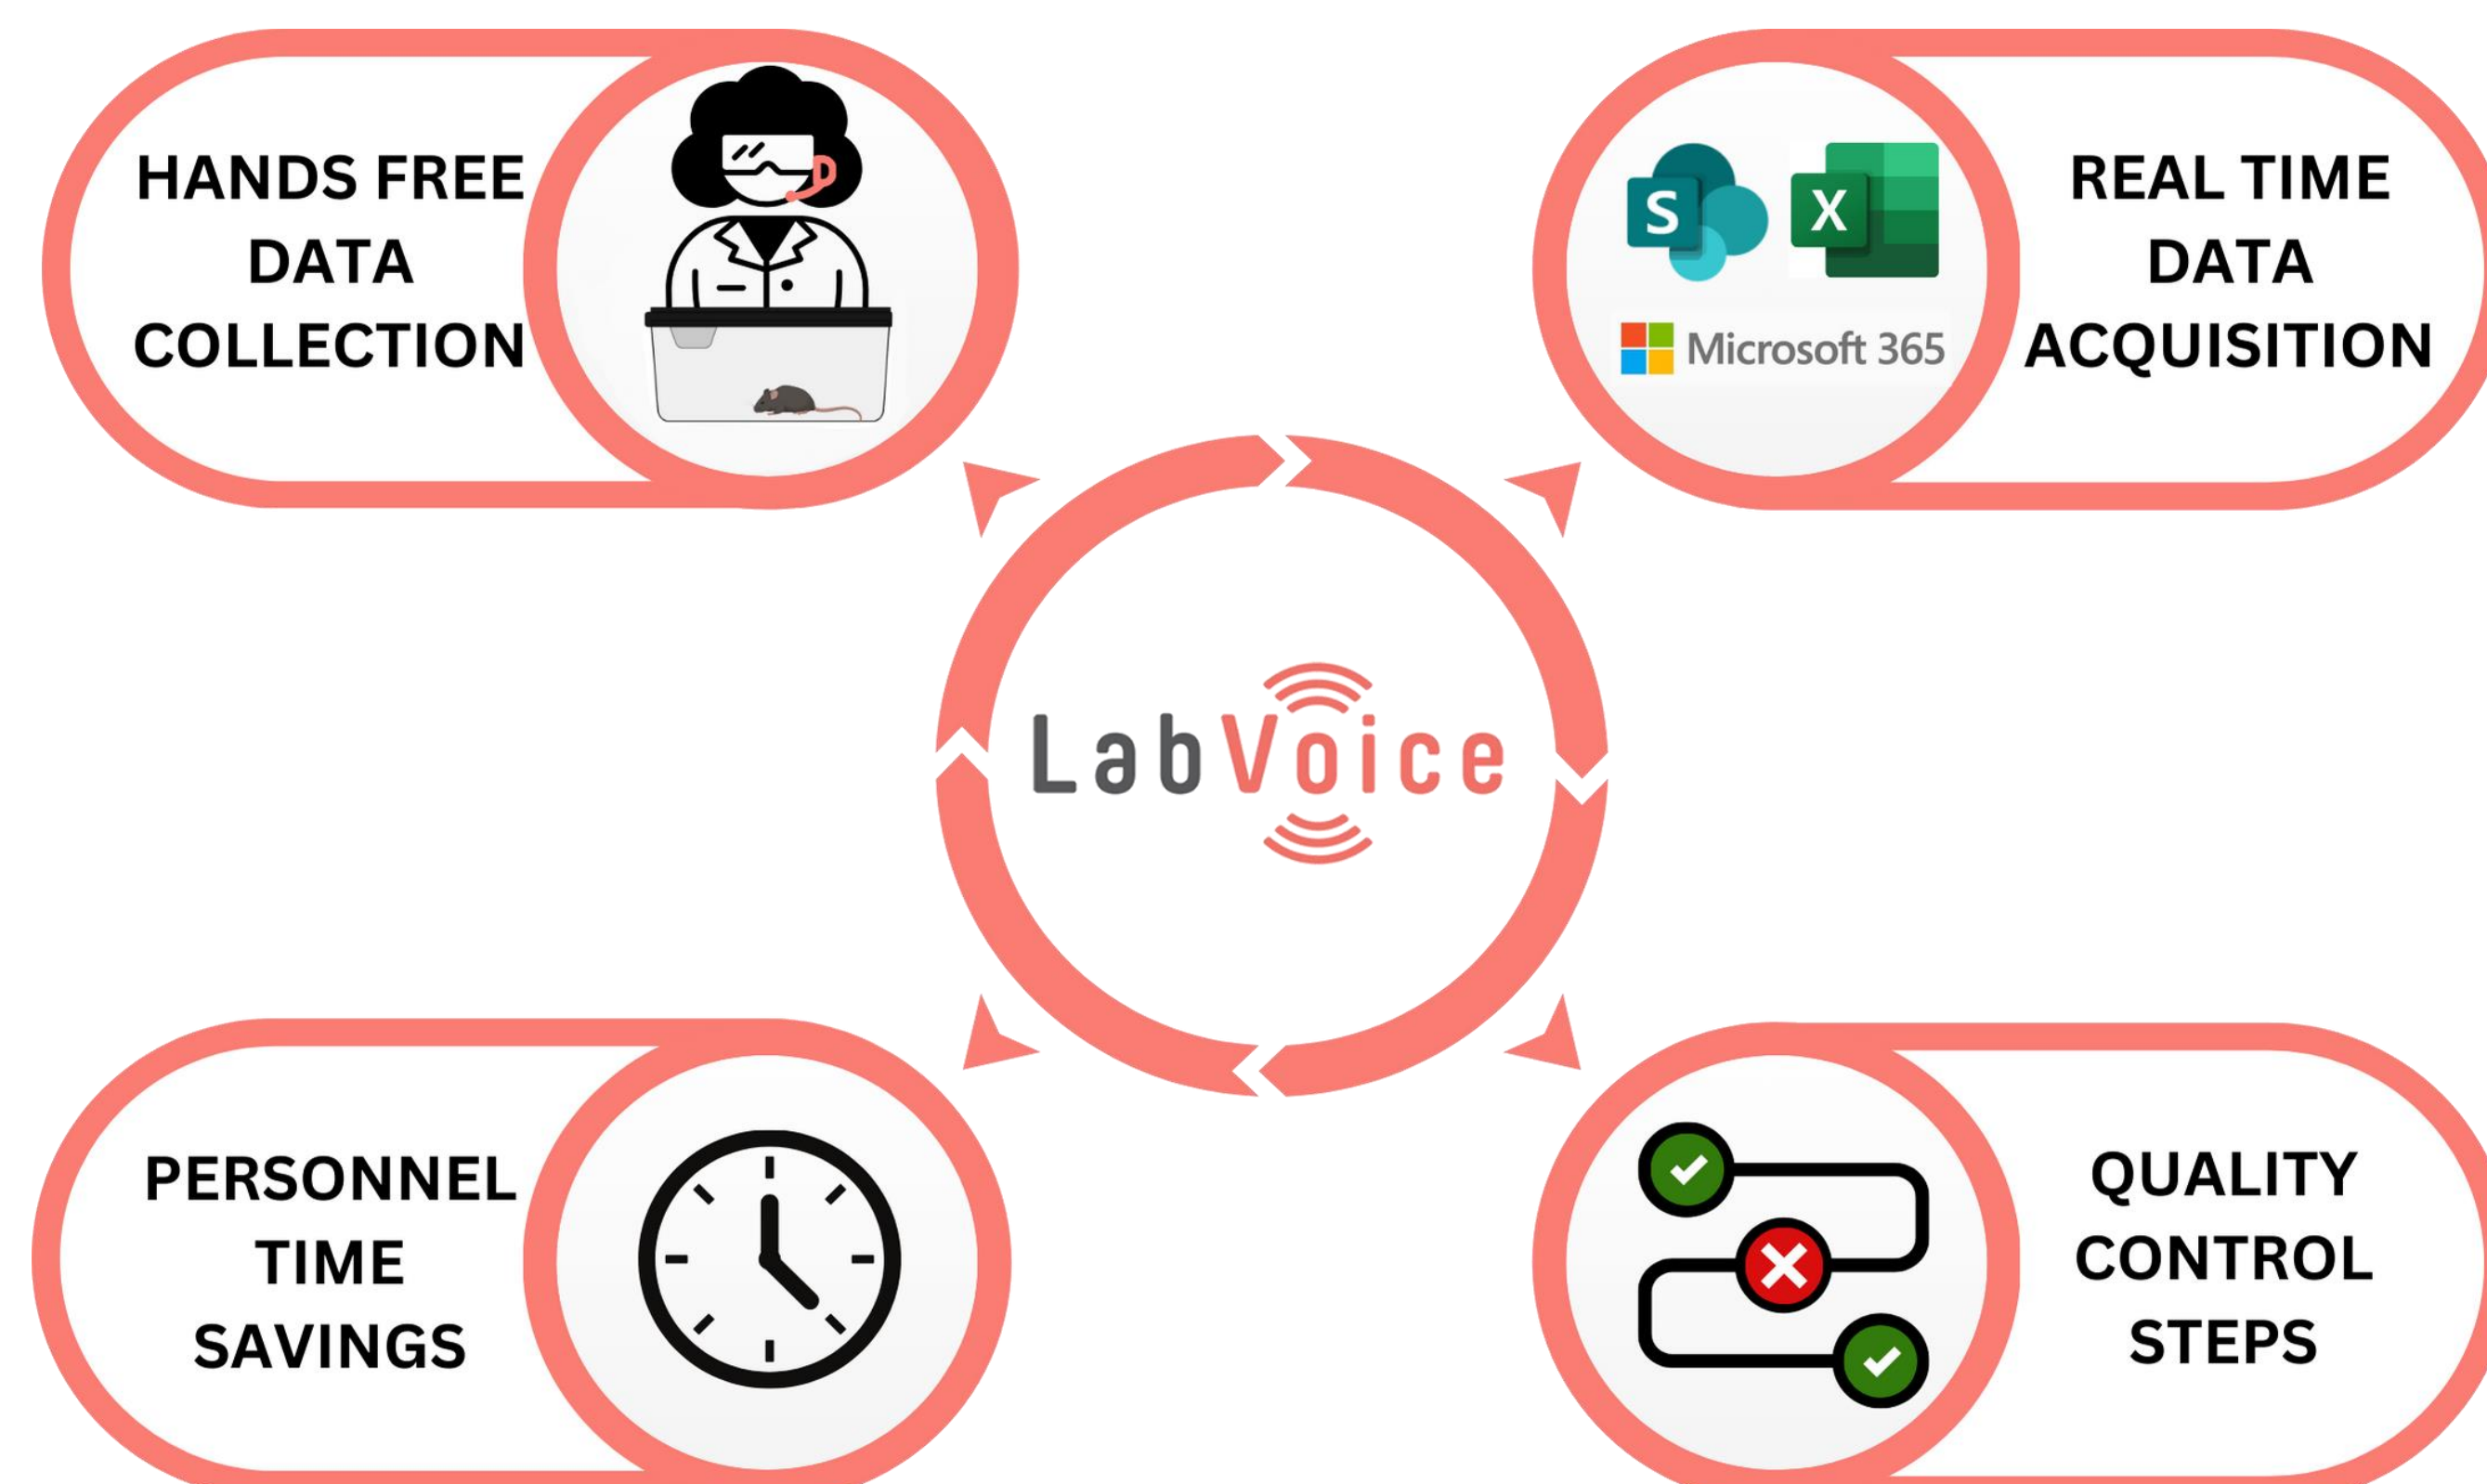 HANDS FREE
DATA
COLLECTION
S
X
Microsoft 365
REAL TIME
DATA
ACQUISITION
LabVoice
PERSONNEL
TIME
SAVINGS
QUALITY
CONTROL
STEPS